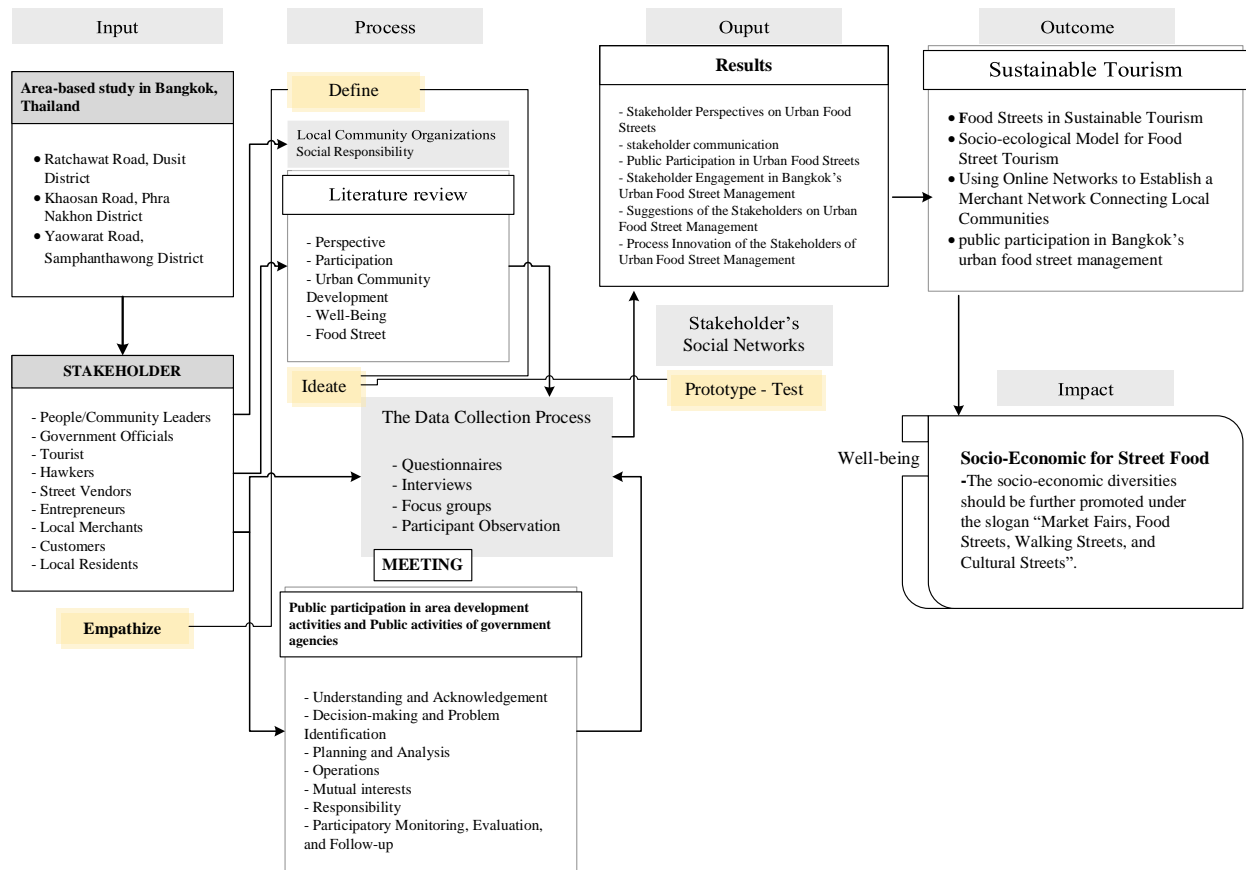 Input
Area-based study in Bangkok,
Thailand
• Ratchawat Road, Dusit
District
• Khaosan Road, Phra
Nakhon District
• Yaowarat Road,
Samphanthawong District
STAKEHOLDER
- People/Community Leaders
- Government Officials
- Tourist
- Hawkers
- Street Vendors
- Entrepreneurs
- Local Merchants
- Customers
- Local Residents
Empathize
Process
Define
Local Community Organizations
Social Responsibility
Literature review
- Perspective
- Participation
- Urban Community
Development
- Well-Being
- Food Street
Ideate
The Data Collection Process
- Questionnaires
- Interviews
- Focus groups
- Participant Observation
MEETING
Public participation in area development
activities and Public activities of government
agencies
- Understanding and Acknowledgement
- Decision-making and Problem
Identification
- Planning and Analysis
- Operations
- Mutual interests
- Responsibility
- Participatory Monitoring, Evaluation,
and Follow-up
Ouput
Results
- Stakeholder Perspectives on Urban Food
Streets
- stakeholder communication
- Public Participation in Urban Food Streets
- Stakeholder Engagement in Bangkok's
Urban Food Street Management
- Suggestions of the Stakeholders on Urban
Food Street Management
- Process Innovation of the Stakeholders of
Urban Food Street Management
Stakeholder's
Social Networks
Prototype - Test
Outcome
Sustainable Tourism
• Food Streets in Sustainable Tourism
• Socio-ecological Model for Food
Street Tourism
• Using Online Networks to Establish a
Merchant Network Connecting Local
Communities
• public participation in Bangkok's
urban food street management
Impact
Well-being
Socio-Economic for Street Food
-The socio-economic diversities
should be further promoted under
the slogan “Market Fairs, Food
Streets, Walking Streets, and
Cultural Streets”.